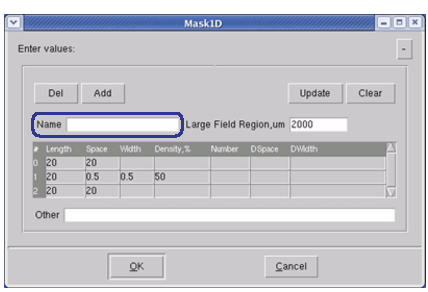 Mask1D
Enter values:
-
Del Add Update Clear
Name Large Field Region,um 2000
# Length Space Width Density,% Number DSpace DWidth
0 20 20
1 20 0.5 0.5 50
2 20 20
Other
OK Cancel